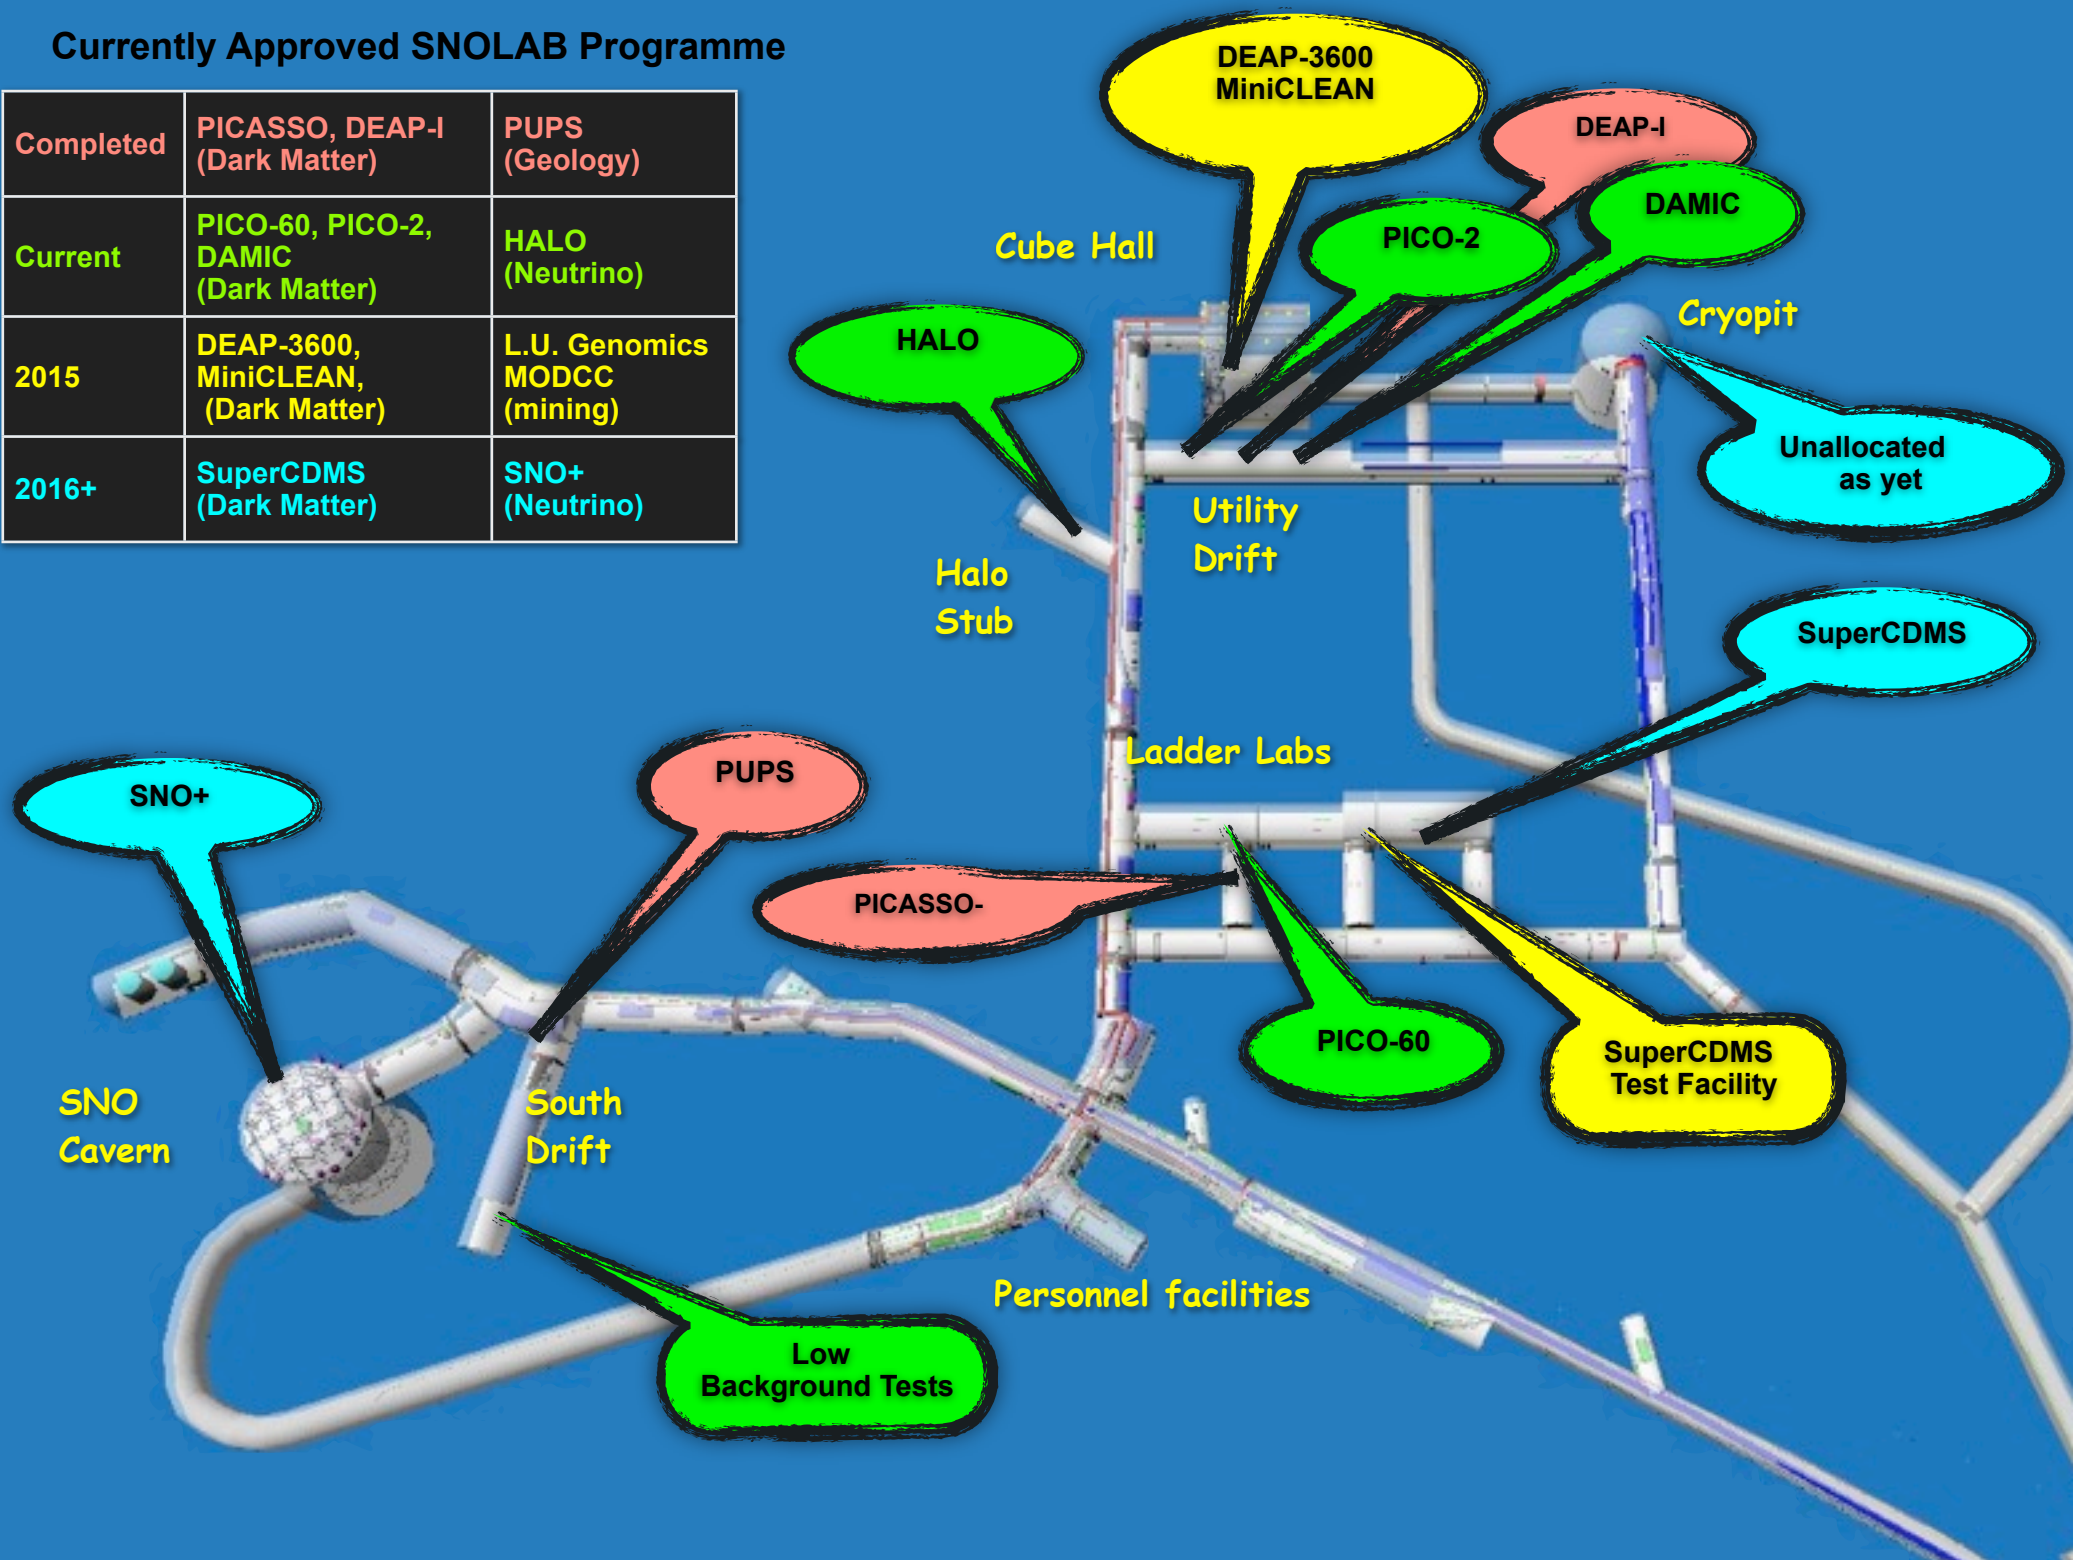 Currently Approved SNOLAB Programme
Completed
PICASSO, DEAP-I
(Dark Matter)
PUPS
(Geology)
Current
PICO-60, PICO-2,
DAMIC
(Dark Matter)
HALO
(Neutrino)
2015
DEAP-3600,
MiniCLEAN,
(Dark Matter)
L.U. Genomics
MODCC
(mining)
2016+
SuperCDMS
(Dark Matter)
SNO+
(Neutrino)
DEAP-3600
MiniCLEAN
DEAP-I
DAMIC
PICO-2
Cube Hall
HALO
Cryopit
Unallocated
as yet
Utility
Drift
Halo
Stub
SuperCDMS
Ladder Labs
PUPS
SNO+
PICASSO-
PICO-60
SuperCDMS
Test Facility
SNO
Cavern
South
Drift
Personnel facilities
Low
Background Tests